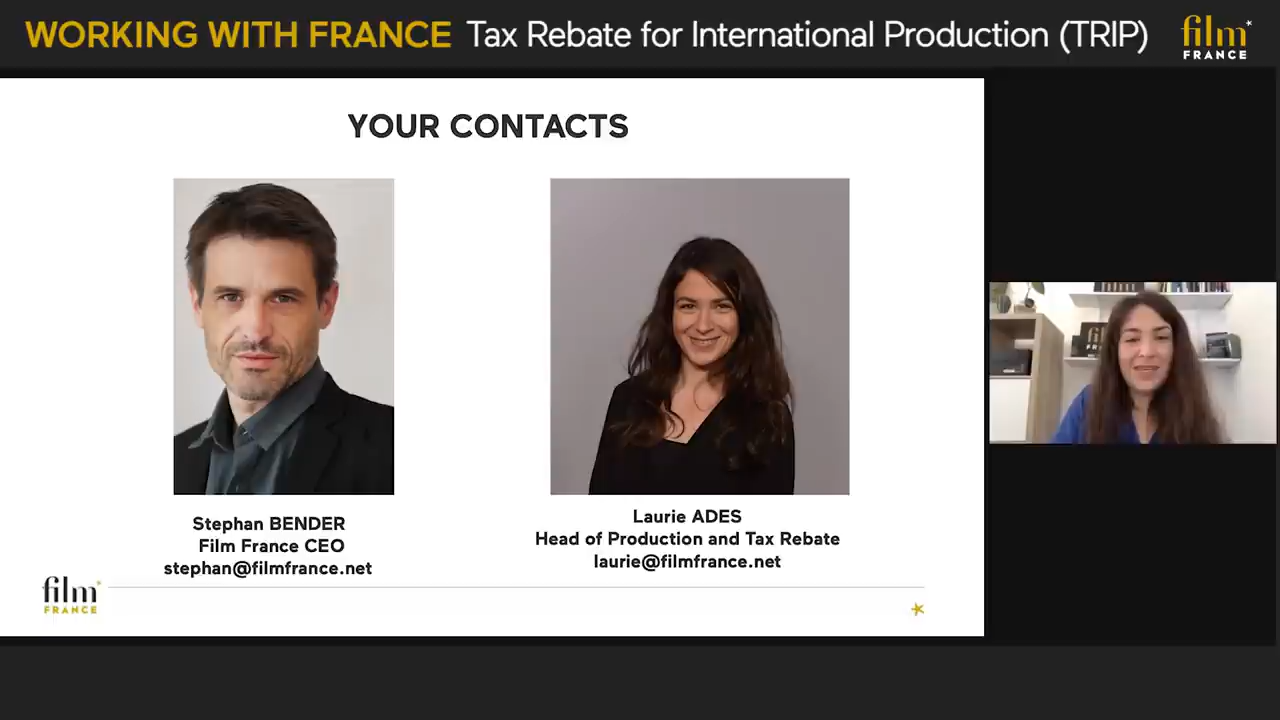 WORKING WITH FRANCE Tax Rebate for International Production (TRIP)
film
FRANCE
YOUR CONTACTS
Stephan BENDER
Film France CEO
stephan@filmfrance.net
Laurie ADES
Head of Production and Tax Rebate
laurie@filmfrance.net
film
FRANCE